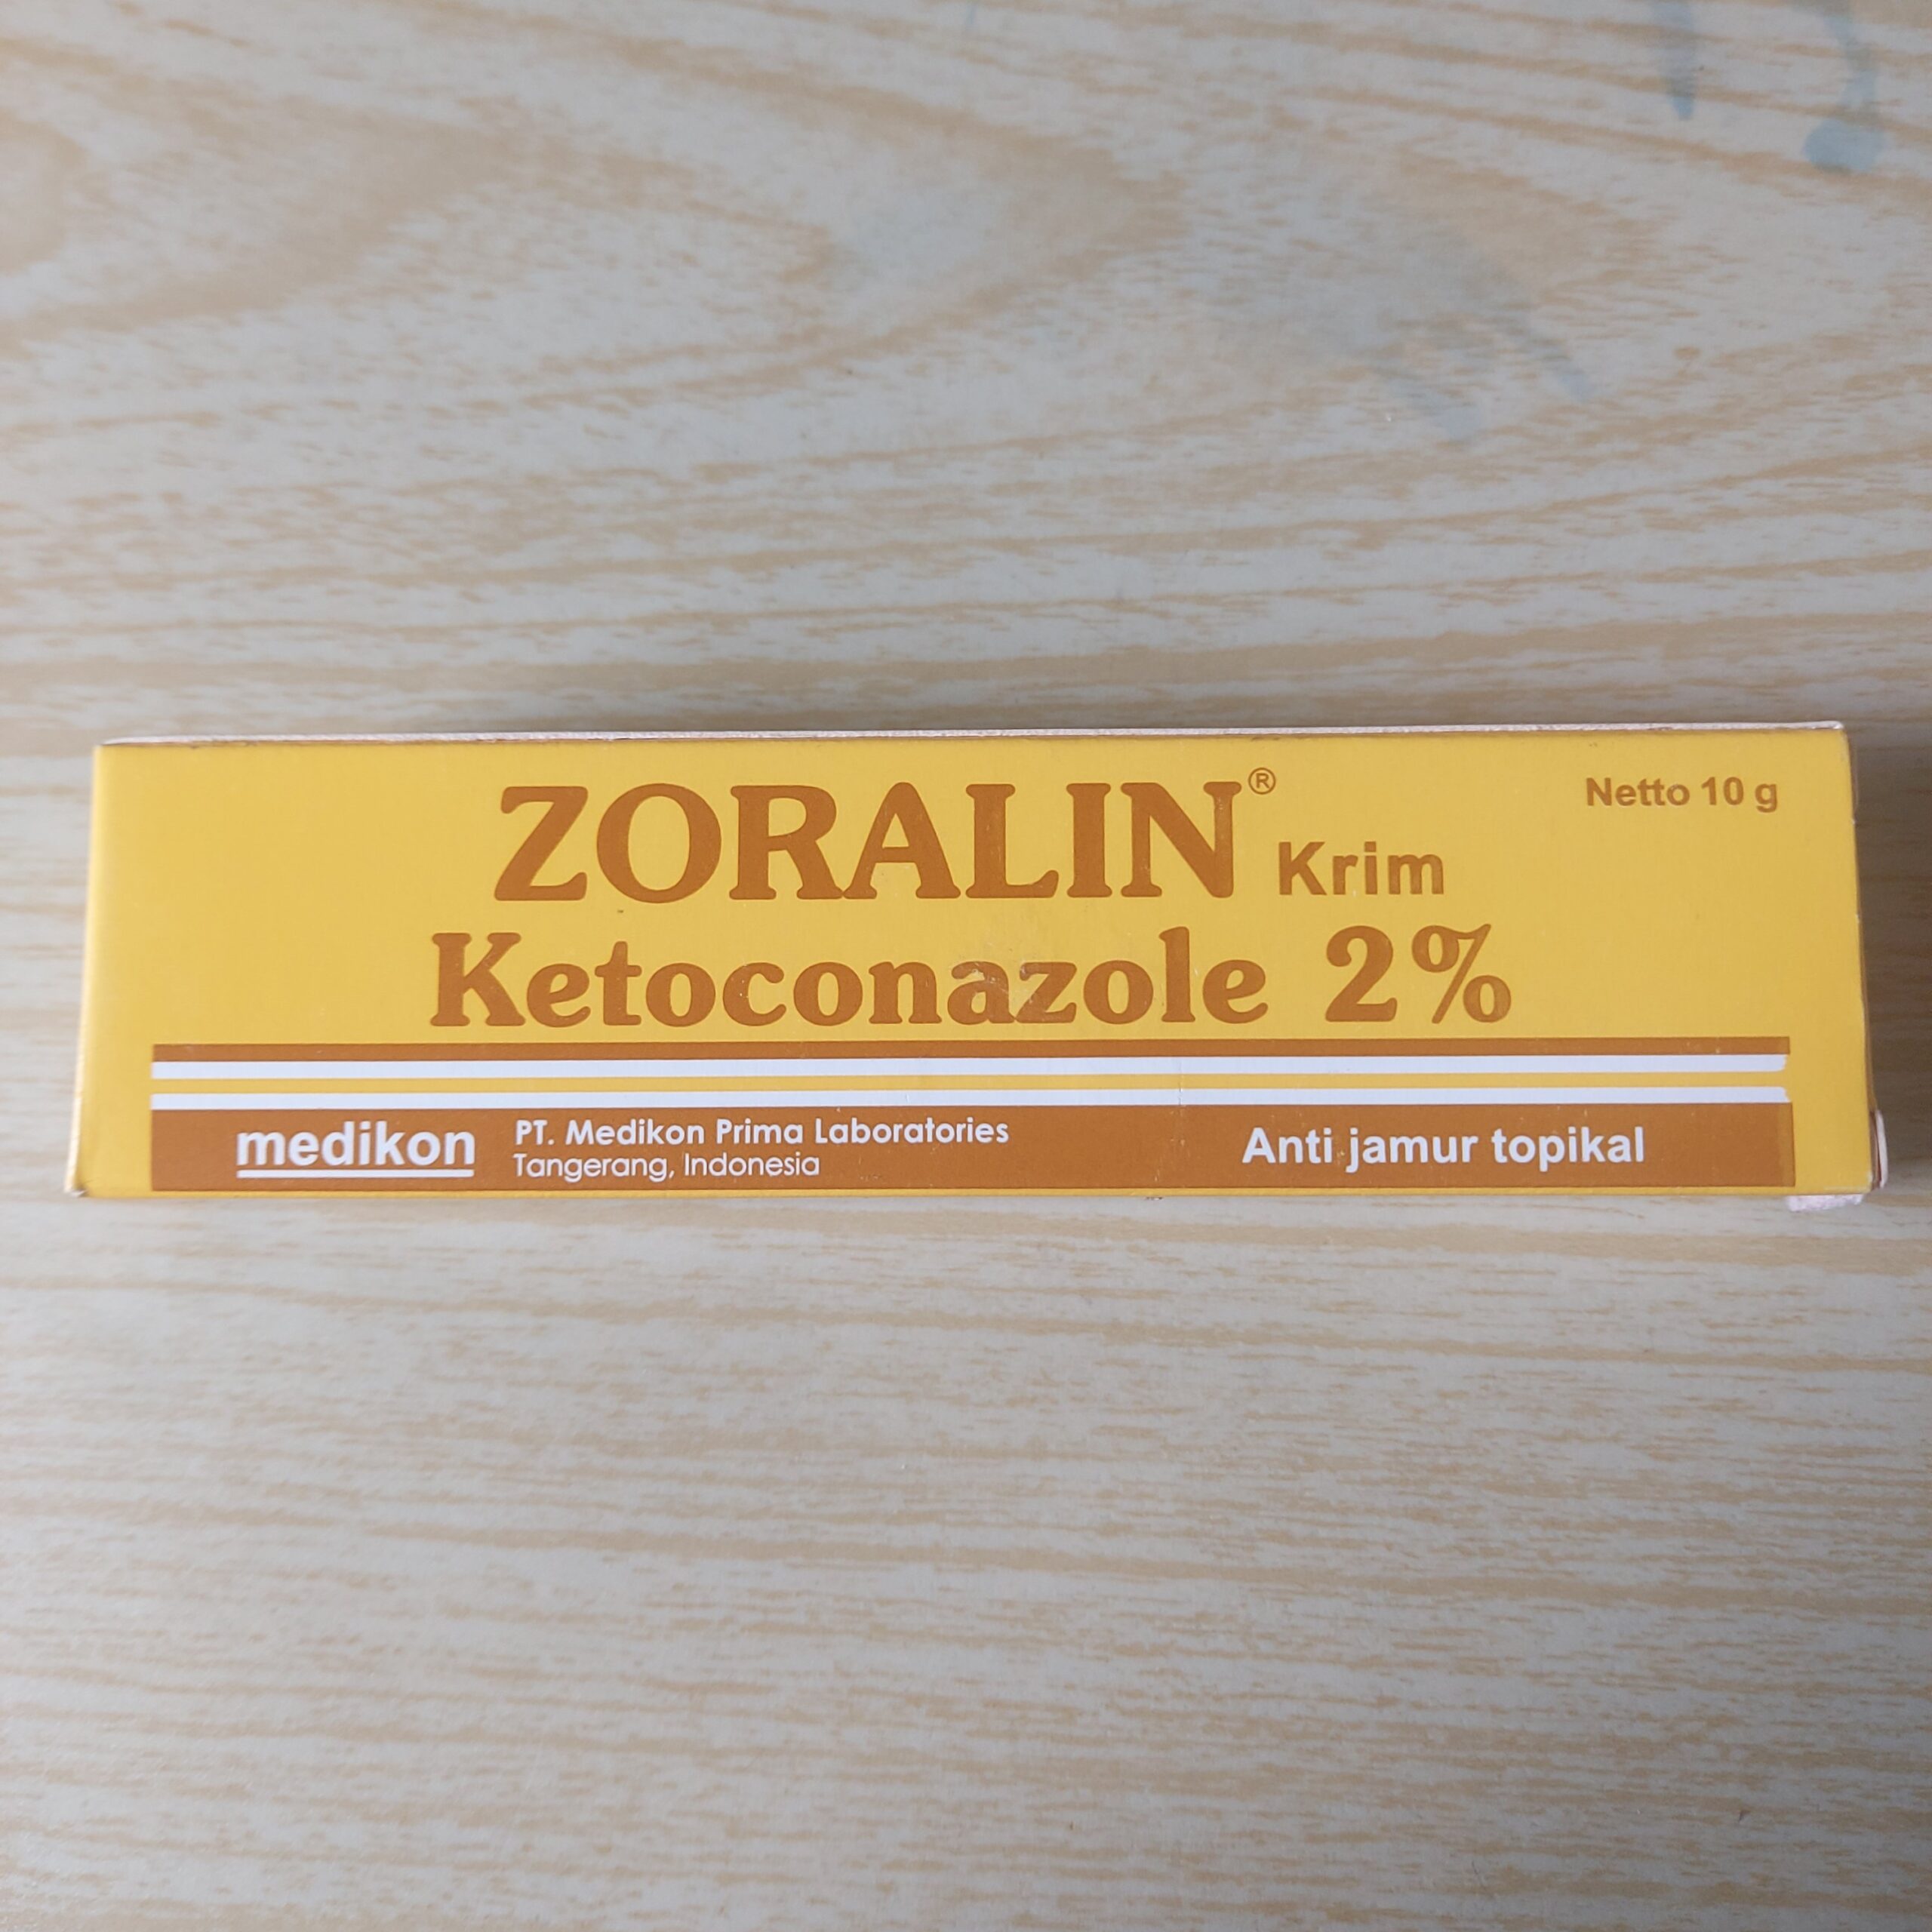 ZORALIN® Krim
Netto 10 g
Ketoconazole 2%
medikon
PT. Medikon Prima Laboratories
Tangerang, Indonesia
Anti jamur topikal